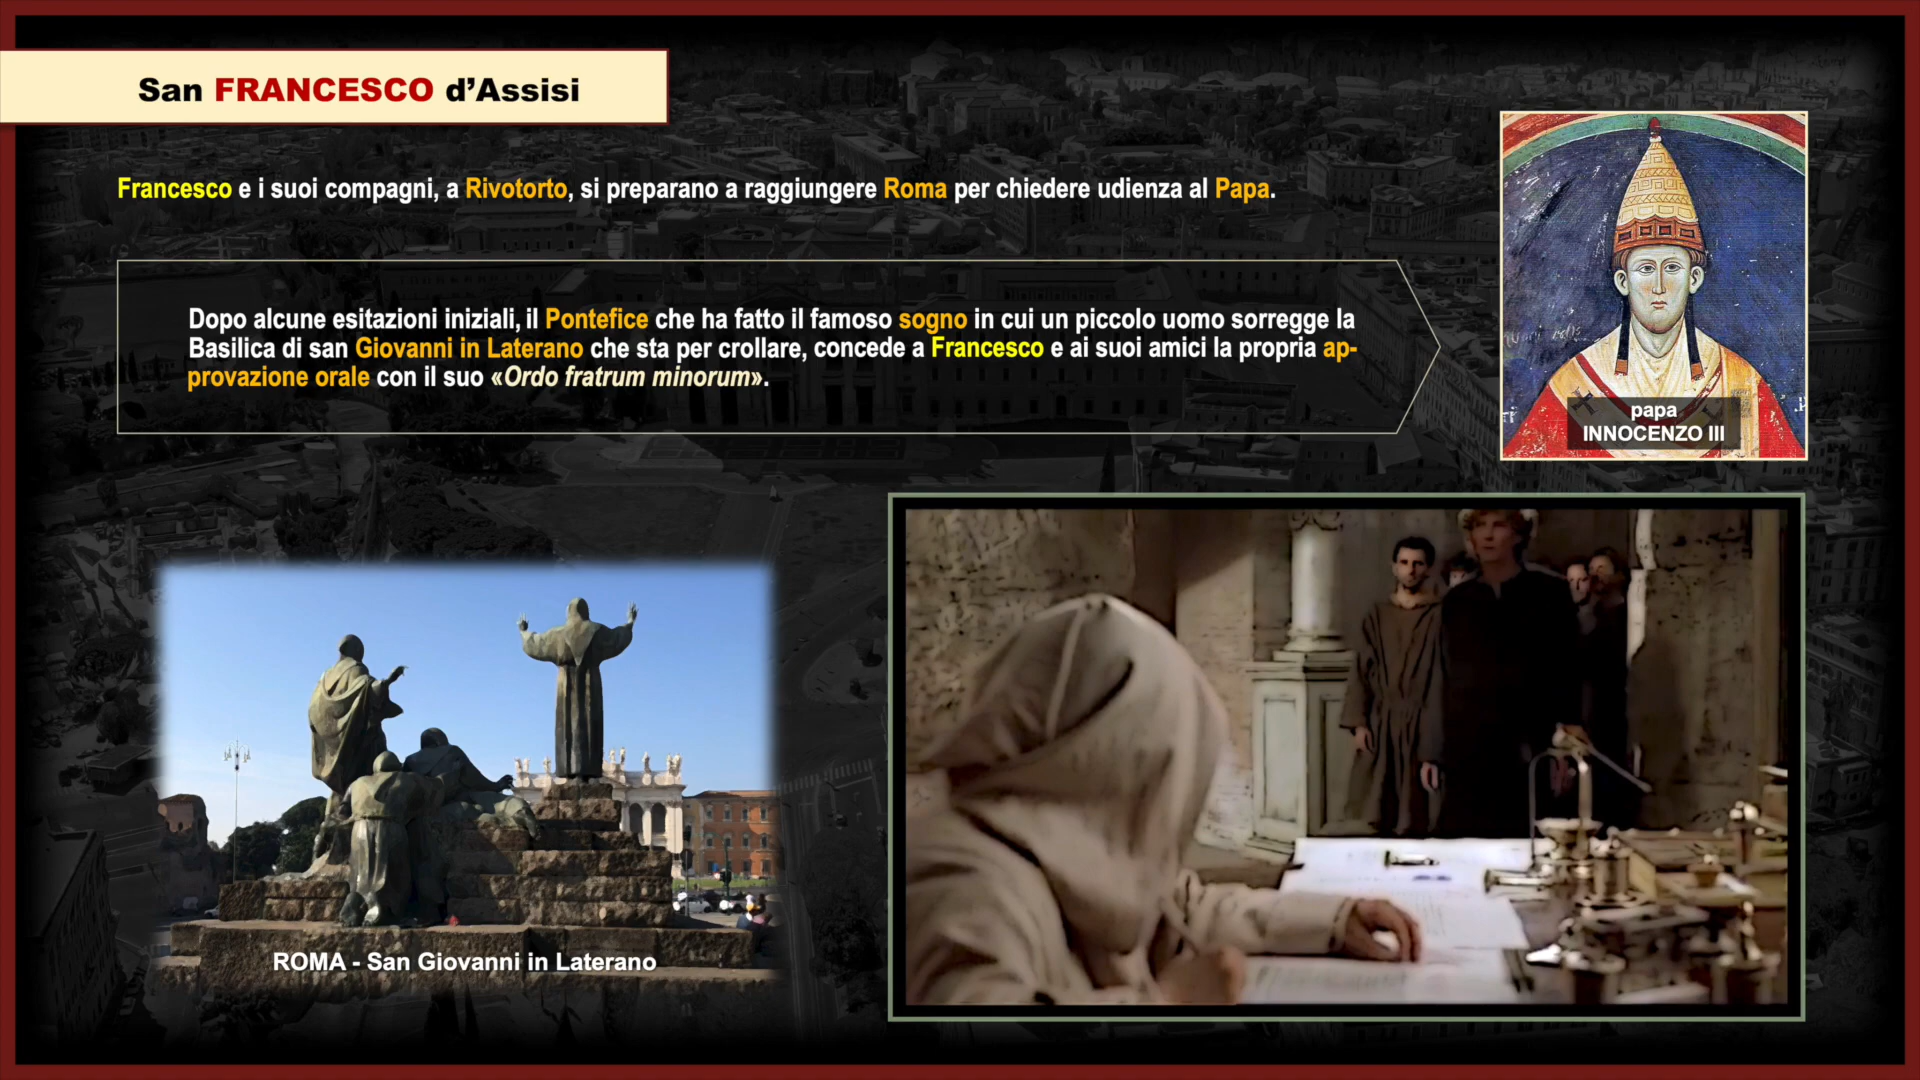 San FRANCESCO d’Assisi
Francesco e i suoi compagni, a Rivotorto, si preparano a raggiungere Roma per chiedere udienza al Papa.
Dopo alcune esitazioni iniziali, il Pontefice che ha fatto il famoso sogno in cui un piccolo uomo sorregge la
Basilica di san Giovanni in Laterano che sta per crollare, concede a Francesco e ai suoi amici la propria ap-
provazione orale con il suo «Ordo fratrum minorum».
papa
INNOCENZO III
ROMA - San Giovanni in Laterano